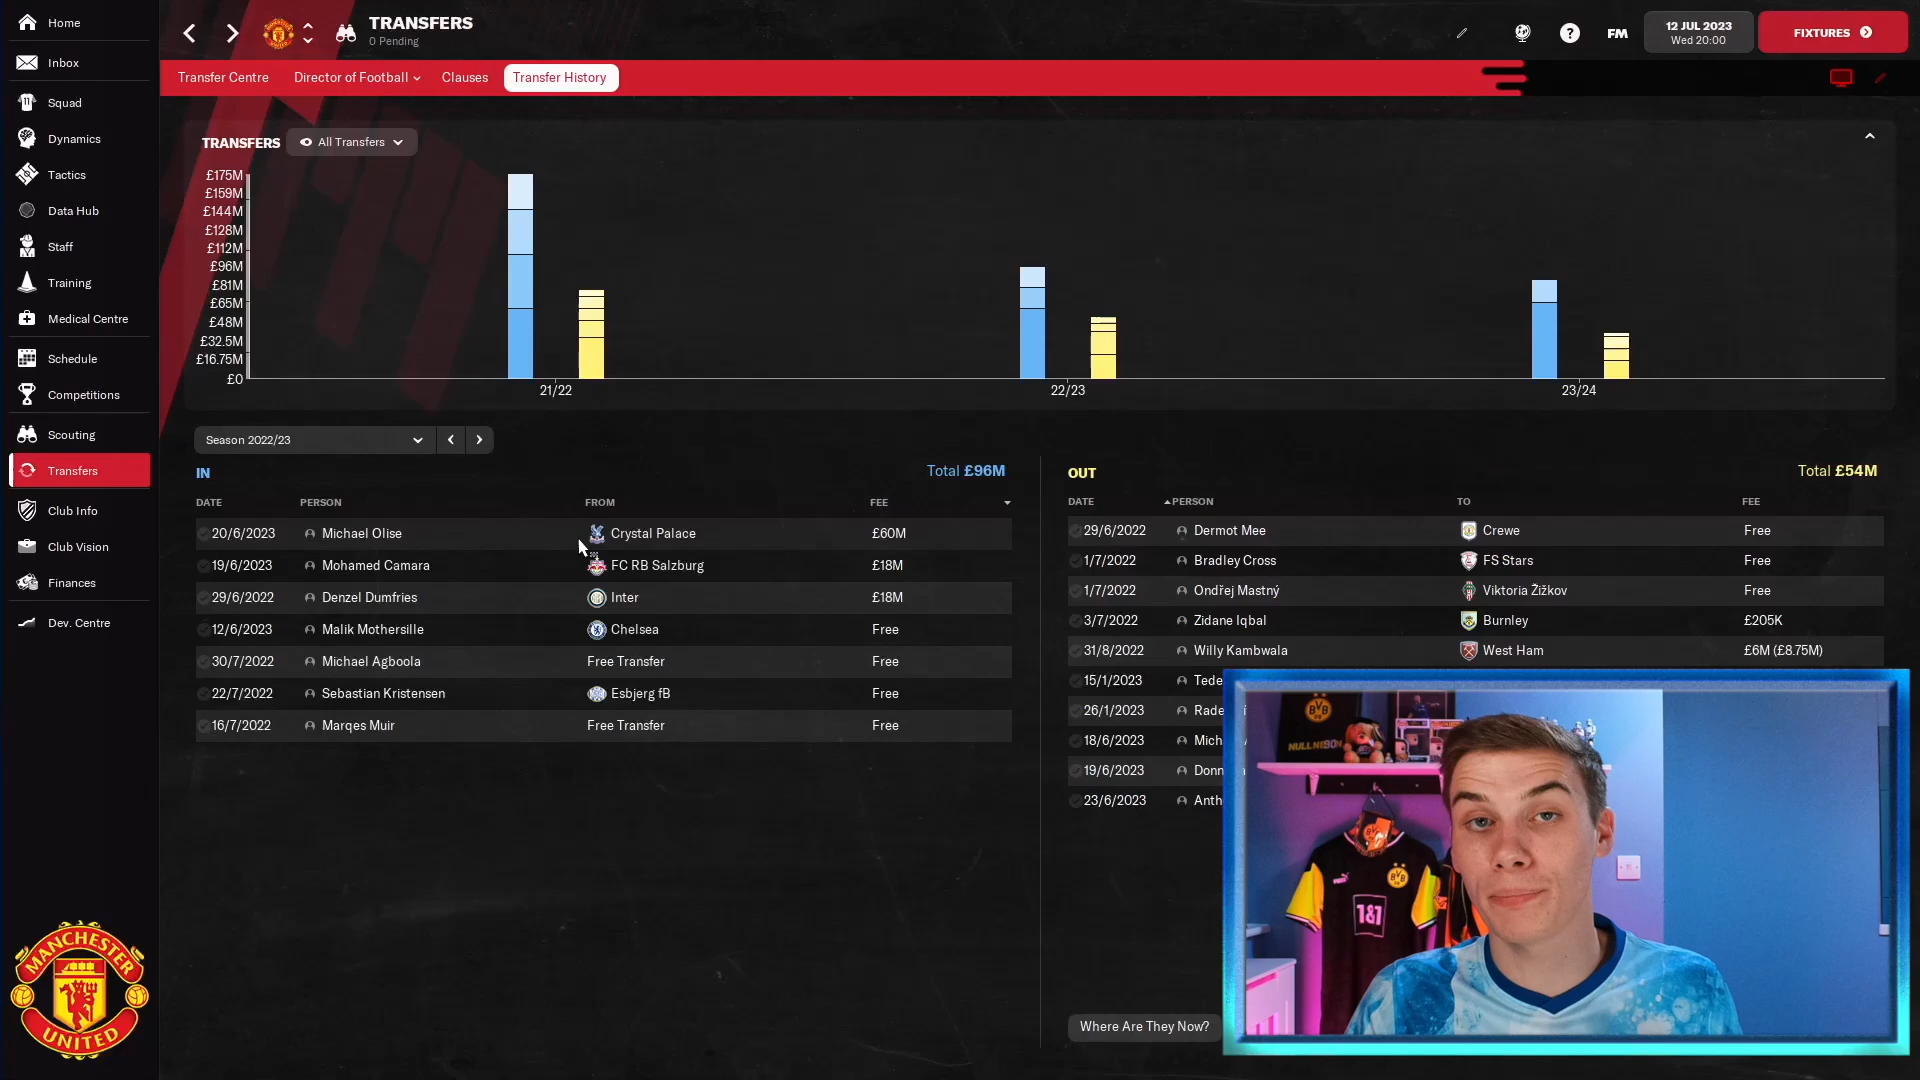 Home
Inbox
Squad
Dynamics
Tactics
Data Hub
Staff
Training
Medical Centre
Schedule
Competitions
Scouting
Transfers
Club Info
Club Vision
Finances
Dev. Centre
MANCHESTER
UNITED
TRANSFERS
0 Pending
FM
12 JUL 2023
Wed 20:00
FIXTURES
Transfer Centre Director of Football Clauses Transfer History
TRANSFERS All Transfers
£175M
£159M
£144M
£128M
£112M
£96M
£81M
£65M
£48M
£32.5M
£16.75M
£0
21/22 22/23 23/24
Season 2022/23
IN Total £96M
DATE PERSON FROM FEE
20/6/2023 Michael Olise Crystal Palace £60M
19/6/2023 Mohamed Camara FC RB Salzburg £18M
29/6/2022 Denzel Dumfries Inter £18M
12/6/2023 Malik Mothersille Chelsea Free
30/7/2022 Michael Agboola Free Transfer Free
22/7/2022 Sebastian Kristensen Esbjerg fB Free
16/7/2022 Marqes Muir Free Transfer Free
OUT Total £54M
DATE PERSON TO FEE
29/6/2022 Dermot Mee Crewe Free
1/7/2022 Bradley Cross FS Stars Free
1/7/2022 Ondřej Mastný Viktoria Žižkov Free
3/7/2022 Zidane Iqbal Burnley £205K
31/8/2022 Willy Kambwala West Ham £6M (£8.75M)
15/1/2023 Tede
26/1/2023 Rade
18/6/2023 Mich
19/6/2023 Donn
23/6/2023 Anth
Where Are They Now?
BVB
09
BVB
09
1&1